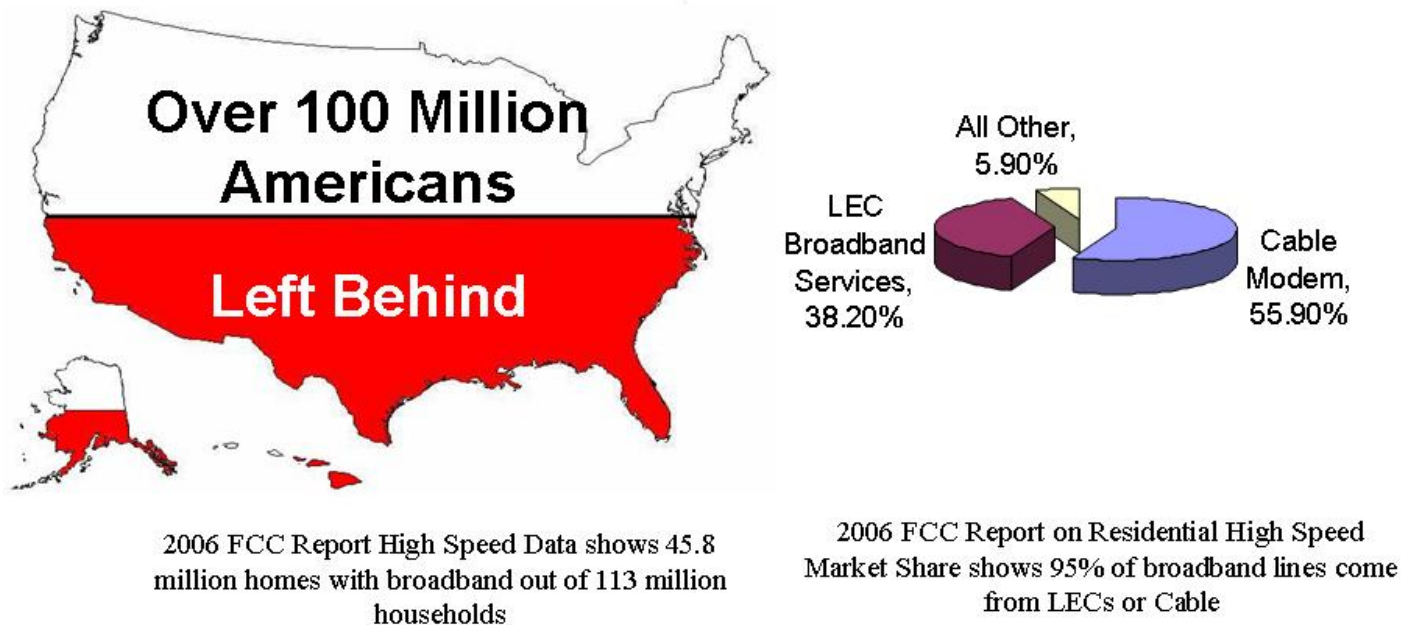 Over 100 Million
Americans
Left Behind
2006 FCC Report High Speed Data shows 45.8
million homes with broadband out of 113 million
households
All Other,
5.90%
LEC
Broadband
Services,
38.20%
Cable
Modem,
55.90%
2006 FCC Report on Residential High Speed
Market Share shows 95% of broadband lines come
from LECs or Cable